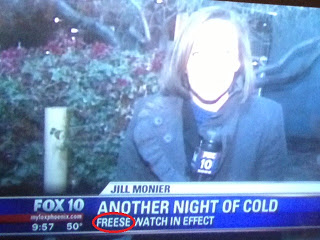 10
JILL MONIER
FOX 10
ANOTHER NIGHT OF COLD
myfoxphoenix.com
FREESE WATCH IN EFFECT
9:57 50°